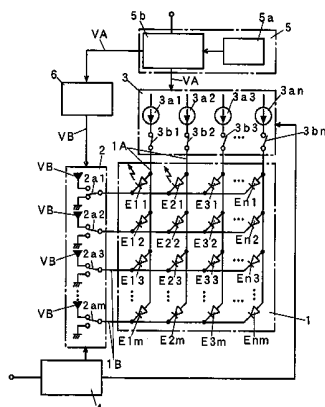 VA
5b
5a
5
VA
6
3
3a1 3a2 3a3 3an
VB
3b1 3b2 3b3 3bn
1A
2
VB
2a1
E11 E21 E31 ... En1
VB
2a2
E12 E22 E32 ... En2
VB
2a3
E13 E23 E33 ... En3
VB
2am
E1m E2m E3m Enm
1
1B
4